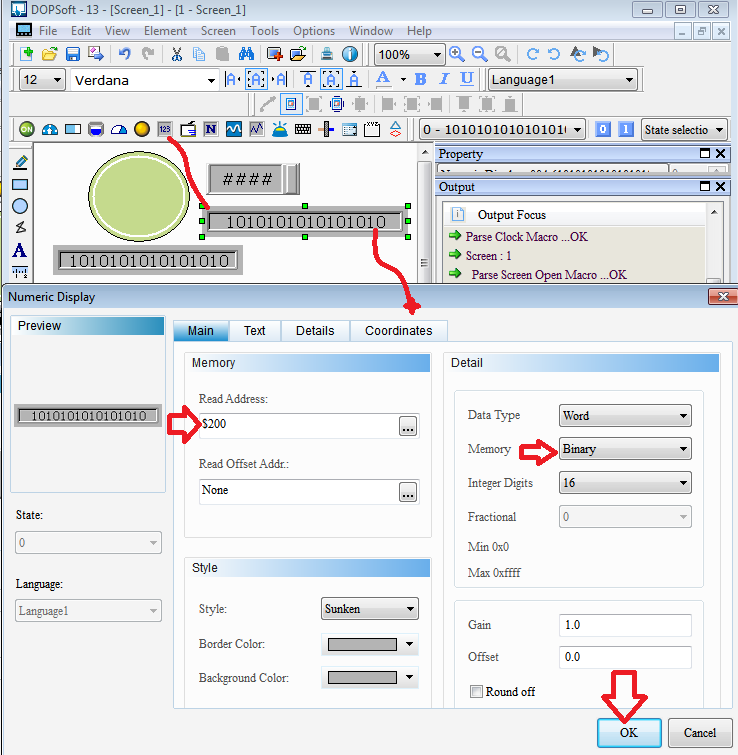 DOPSoft - 13 - [Screen_1] - [1 - Screen_1]
File Edit View Element Screen Tools Options Window Help
100%
12 Verdana A A A A A A A B I U Language1
ON 123 N XYZ 0 - 1010101010101010 0 1 State selectio
Property
####
Output
1010101010101010
Output Focus
Parse Clock Macro ...OK
Screen : 1
1010101010101010
Parse Screen Open Macro ...OK
Numeric Display
Preview
Main Text Details Coordinates
Memory
Detail
Read Address:
1010101010101010
$200 ...
Data Type Word
Memory Binary
Read Offset Addr.:
None ...
Integer Digits 16
State:
Fractional 0
0
Min 0x0
Style
Max 0xffff
Language:
Language1
Style: Sunken
Gain 1.0
Border Color:
Offset 0.0
Background Color:
Round off
OK Cancel